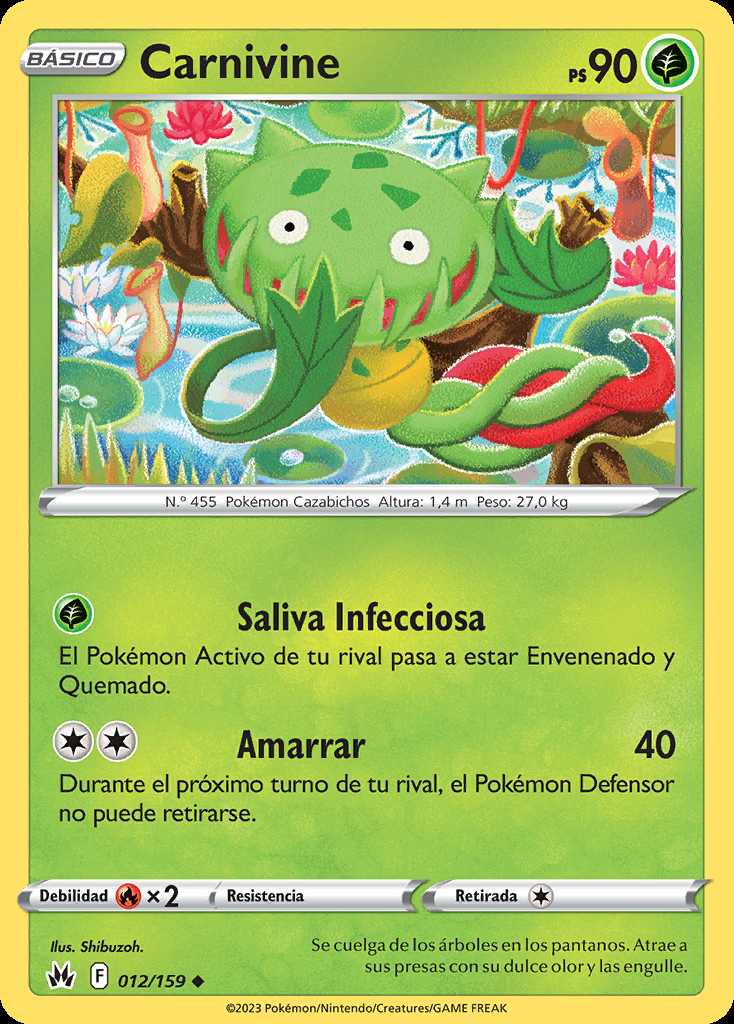 BÁSICO
Carnivine
PS90
N.º 455 Pokémon Cazabichos Altura: 1,4 m Peso: 27,0 kg
Saliva Infecciosa
El Pokémon Activo de tu rival pasa a estar Envenenado y
Quemado.
Amarrar 40
Durante el próximo turno de tu rival, el Pokémon Defensor
no puede retirarse.
Debilidad ×2 Resistencia Retirada
Ilus. Shibuzoh.
Se cuelga de los árboles en los pantanos. Atrae a
sus presas con su dulce olor y las engulle.
F 012/159
©2023 Pokémon/Nintendo/Creatures/GAME FREAK